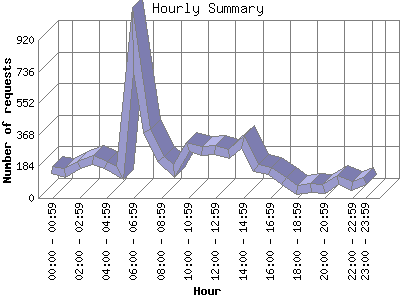 Hourly Summary
Number of requests
920
736
552
368
184
0
00:00 - 00:59
02:00 - 02:59
04:00 - 04:59
06:00 - 06:59
08:00 - 08:59
10:00 - 10:59
12:00 - 12:59
14:00 - 14:59
16:00 - 16:59
18:00 - 18:59
20:00 - 20:59
22:00 - 22:59
23:00 - 23:59
Hour